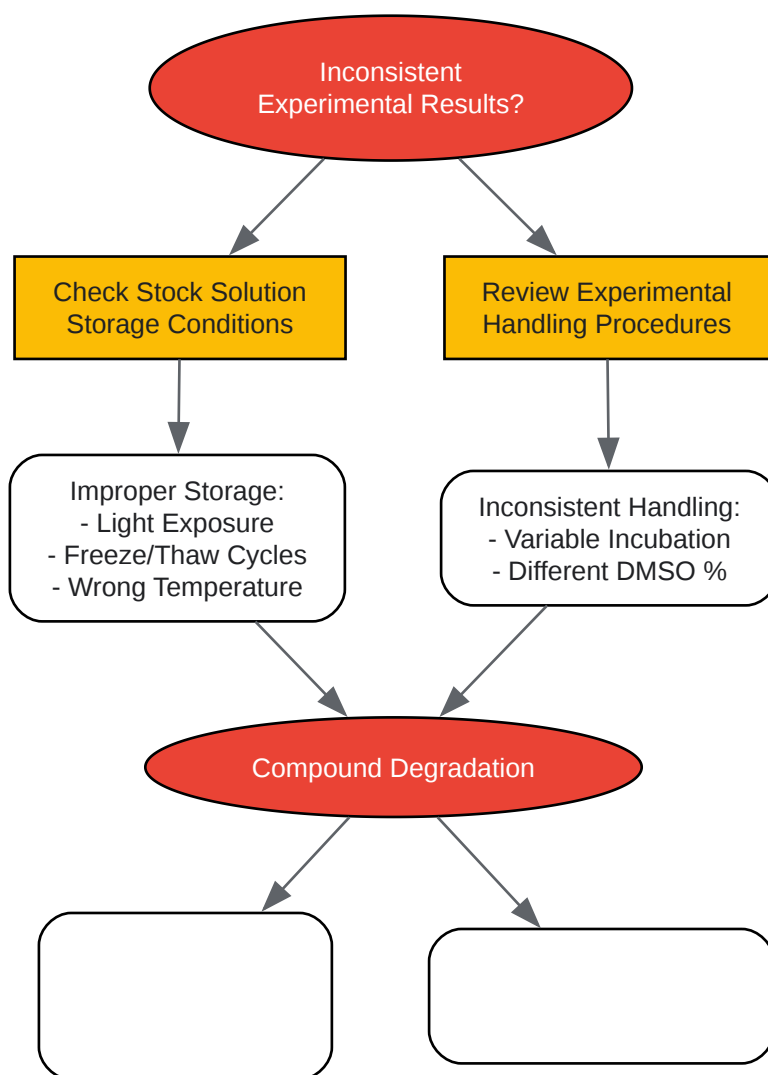 Inconsistent
Experimental Results?
Check Stock Solution
Storage Conditions
Review Experimental
Handling Procedures
Improper Storage:
- Light Exposure
- Freeze/Thaw Cycles
- Wrong Temperature
Inconsistent Handling:
- Variable Incubation
- Different DMSO %
Compound Degradation